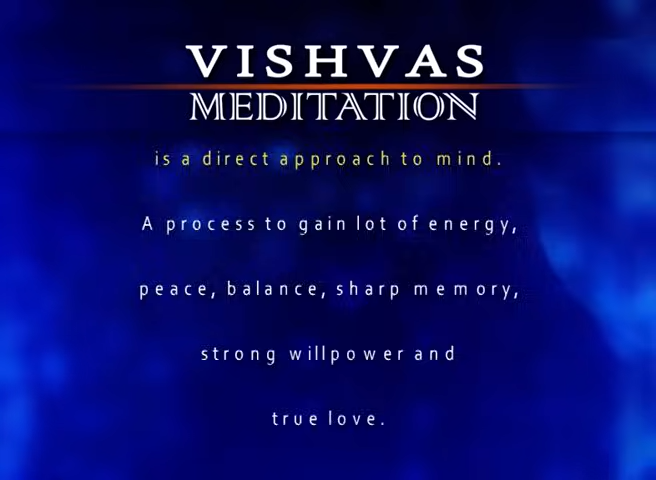 VISHVAS
MEDITATION
is a direct approach to mind.
A process to gain lot of energy,
peace, balance, sharp memory,
strong willpower and
true love.